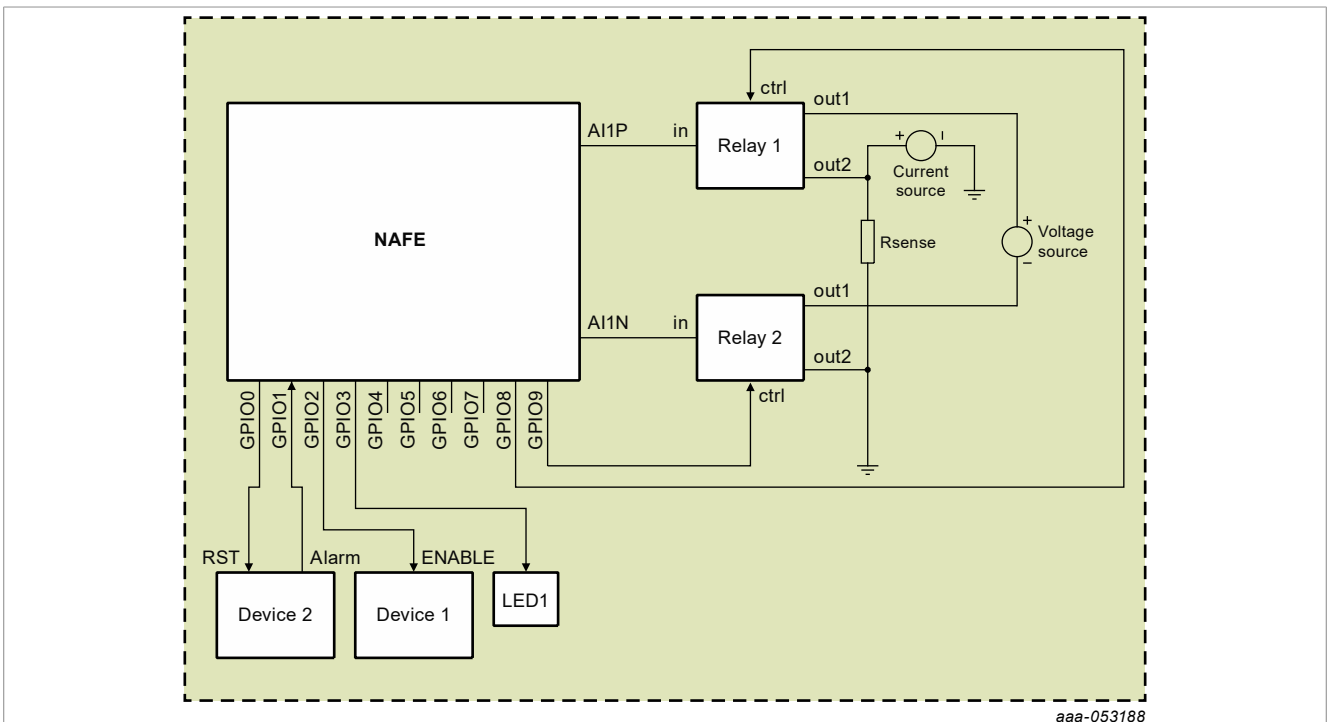 ctrl
out1
AI1P
in
Relay 1
+
-
out2
Current
source
NAFE
Rsense
+
Voltage
source
-
out1
AI1N
in
Relay 2
out2
ctrl
GPIO0
GPIO1
GPIO2
GPIO3
GPIO4
GPIO5
GPIO6
GPIO7
GPIO8
GPIO9
RST
Alarm
ENABLE
Device 2
Device 1
LED1
aaa-053188